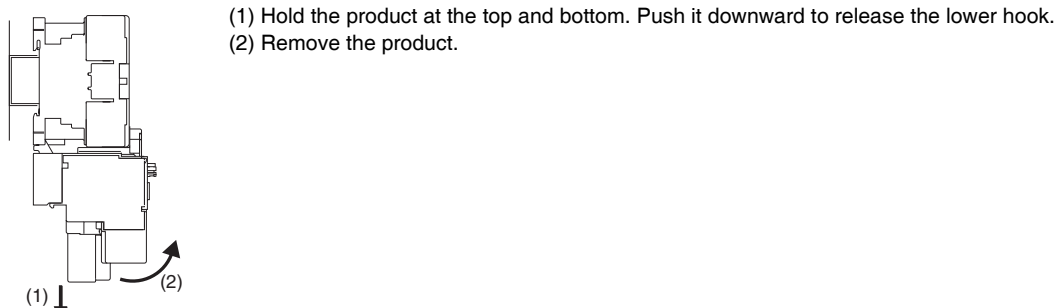 (1) Hold the product at the top and bottom. Push it downward to release the lower hook.
(2) Remove the product.
(2)
(1)